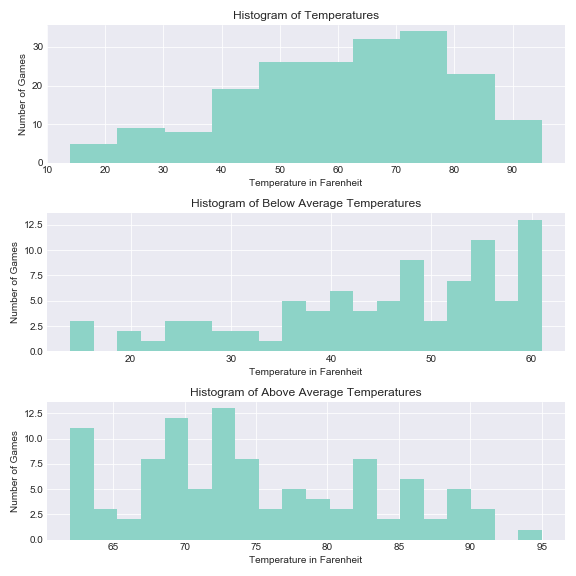 Histogram of Temperatures
Number of Games
30
20
10
0
10 20 30 40 50 60 70 80 90
Temperature in Farenheit
Histogram of Below Average Temperatures
Number of Games
12.5
10.0
7.5
5.0
2.5
0.0
20 30 40 50 60
Temperature in Farenheit
Histogram of Above Average Temperatures
Number of Games
12.5
10.0
7.5
5.0
2.5
0.0
65 70 75 80 85 90 95
Temperature in Farenheit